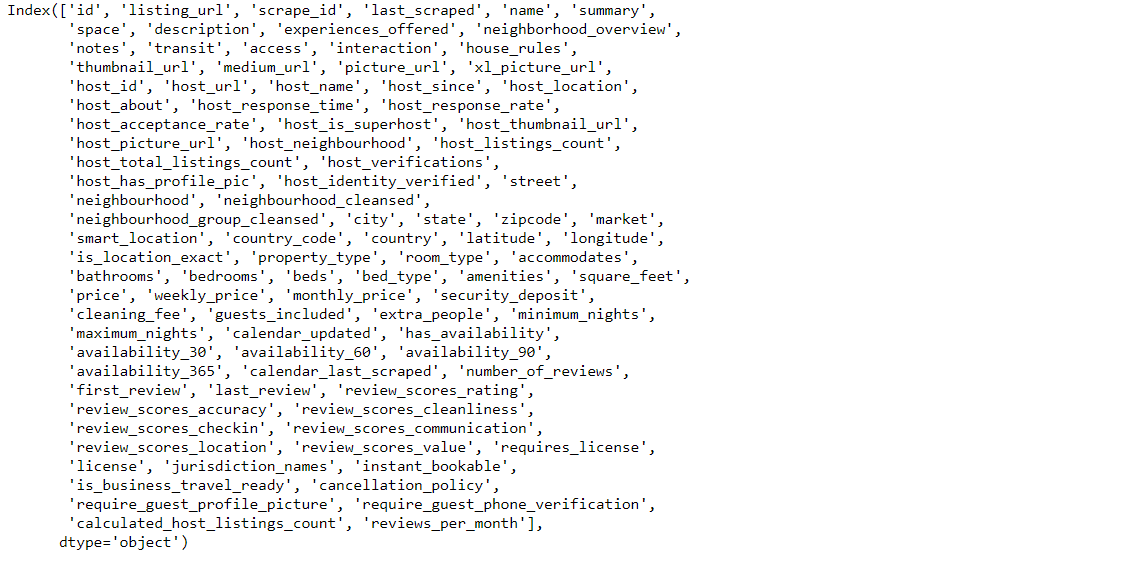 Index(['id', 'listing_url', 'scrape_id', 'last_scraped', 'name', 'summary',
'space', 'description', 'experiences_offered', 'neighborhood_overview',
'notes', 'transit', 'access', 'interaction', 'house_rules',
'thumbnail_url', 'medium_url', 'picture_url', 'xl_picture_url',
'host_id', 'host_url', 'host_name', 'host_since', 'host_location',
'host_about', 'host_response_time', 'host_response_rate',
'host_acceptance_rate', 'host_is_superhost', 'host_thumbnail_url',
'host_picture_url', 'host_neighbourhood', 'host_listings_count',
'host_total_listings_count', 'host_verifications',
'host_has_profile_pic', 'host_identity_verified', 'street',
'neighbourhood', 'neighbourhood_cleansed',
'neighbourhood_group_cleansed', 'city', 'state', 'zipcode', 'market',
'smart_location', 'country_code', 'country', 'latitude', 'longitude',
'is_location_exact', 'property_type', 'room_type', 'accommodates',
'bathrooms', 'bedrooms', 'beds', 'bed_type', 'amenities', 'square_feet',
'price', 'weekly_price', 'monthly_price', 'security_deposit',
'cleaning_fee', 'guests_included', 'extra_people', 'minimum_nights',
'maximum_nights', 'calendar_updated', 'has_availability',
'availability_30', 'availability_60', 'availability_90',
'availability_365', 'calendar_last_scraped', 'number_of_reviews',
'first_review', 'last_review', 'review_scores_rating',
'review_scores_accuracy', 'review_scores_cleanliness',
'review_scores_checkin', 'review_scores_communication',
'review_scores_location', 'review_scores_value', 'requires_license',
'license', 'jurisdiction_names', 'instant_bookable',
'is_business_travel_ready', 'cancellation_policy',
'require_guest_profile_picture', 'require_guest_phone_verification',
'calculated_host_listings_count', 'reviews_per_month'],
dtype='object')